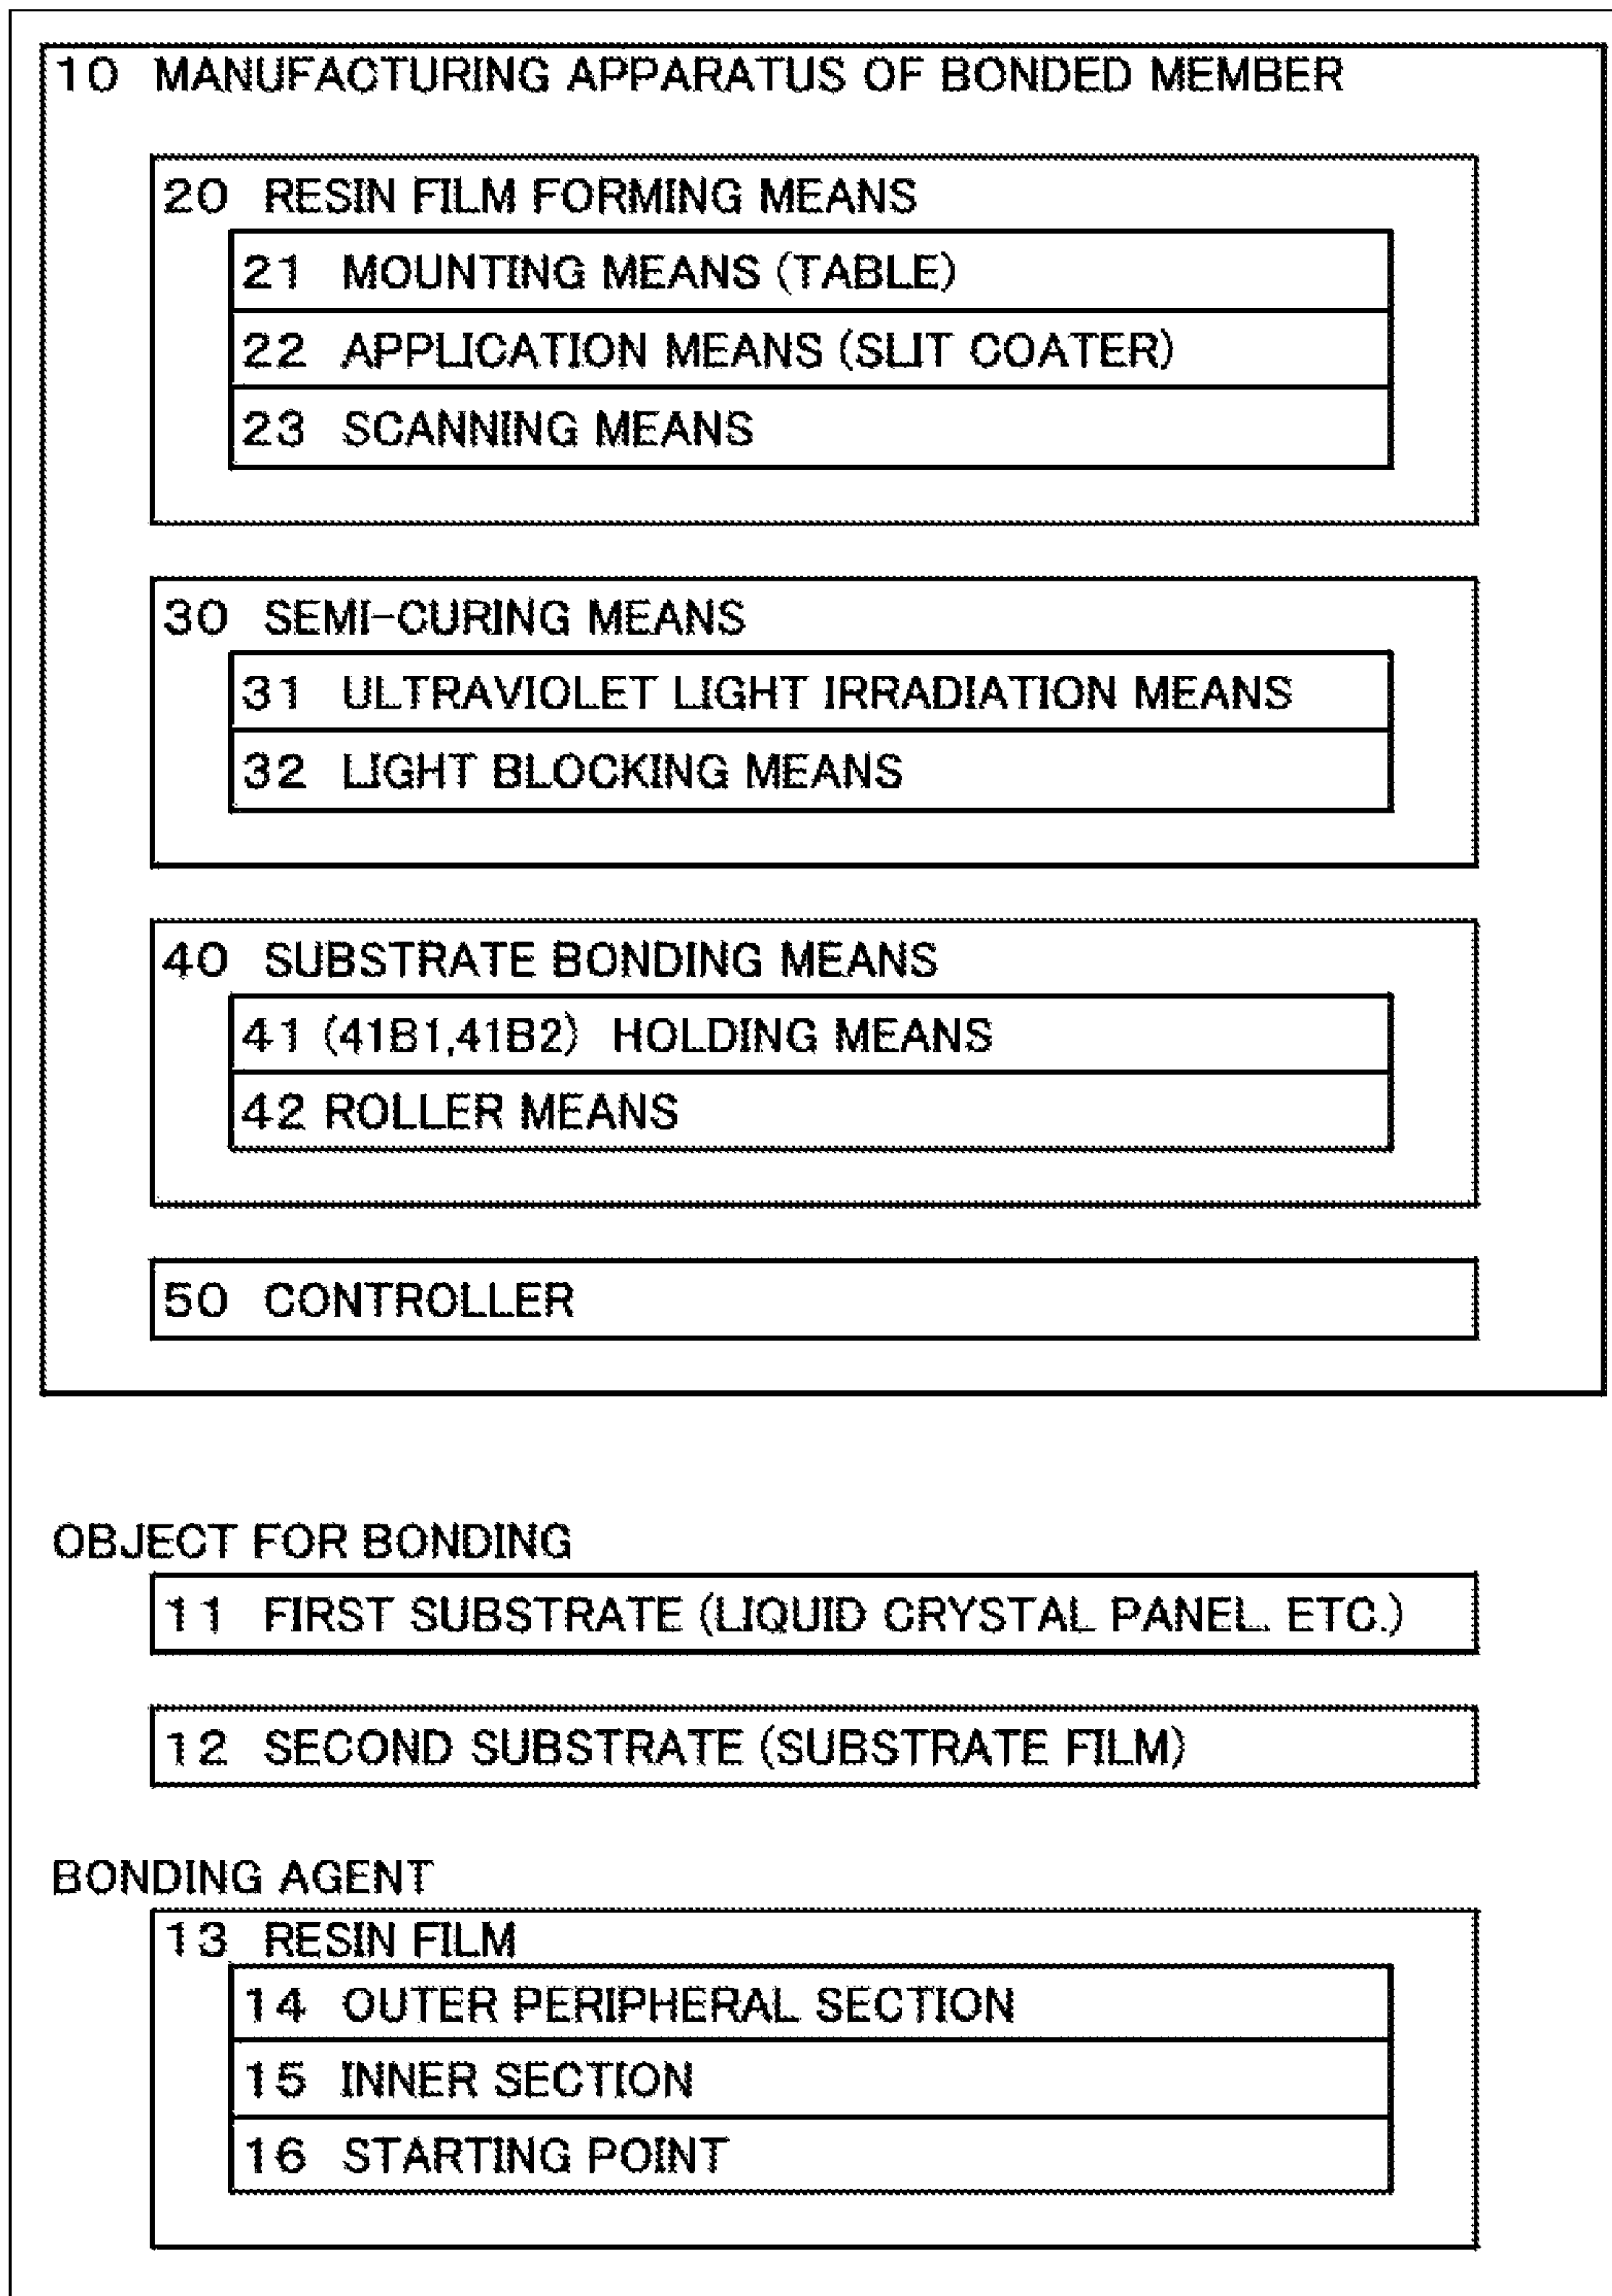 10 MANUFACTURING APPARATUS OF BONDED MEMBER
20 RESIN FILM FORMING MEANS
21 MOUNTING MEANS (TABLE)
22 APPLICATION MEANS (SLIT COATER)
23 SCANNING MEANS
30 SEMI-CURING MEANS
31 ULTRAVIOLET LIGHT IRRADIATION MEANS
32 LIGHT BLOCKING MEANS
40 SUBSTRATE BONDING MEANS
41 (41B1,41B2) HOLDING MEANS
42 ROLLER MEANS
50 CONTROLLER
OBJECT FOR BONDING
11 FIRST SUBSTRATE (LIQUID CRYSTAL PANEL. ETC.)
12 SECOND SUBSTRATE (SUBSTRATE FILM)
BONDING AGENT
13 RESIN FILM
14 OUTER PERIPHERAL SECTION
15 INNER SECTION
16 STARTING POINT